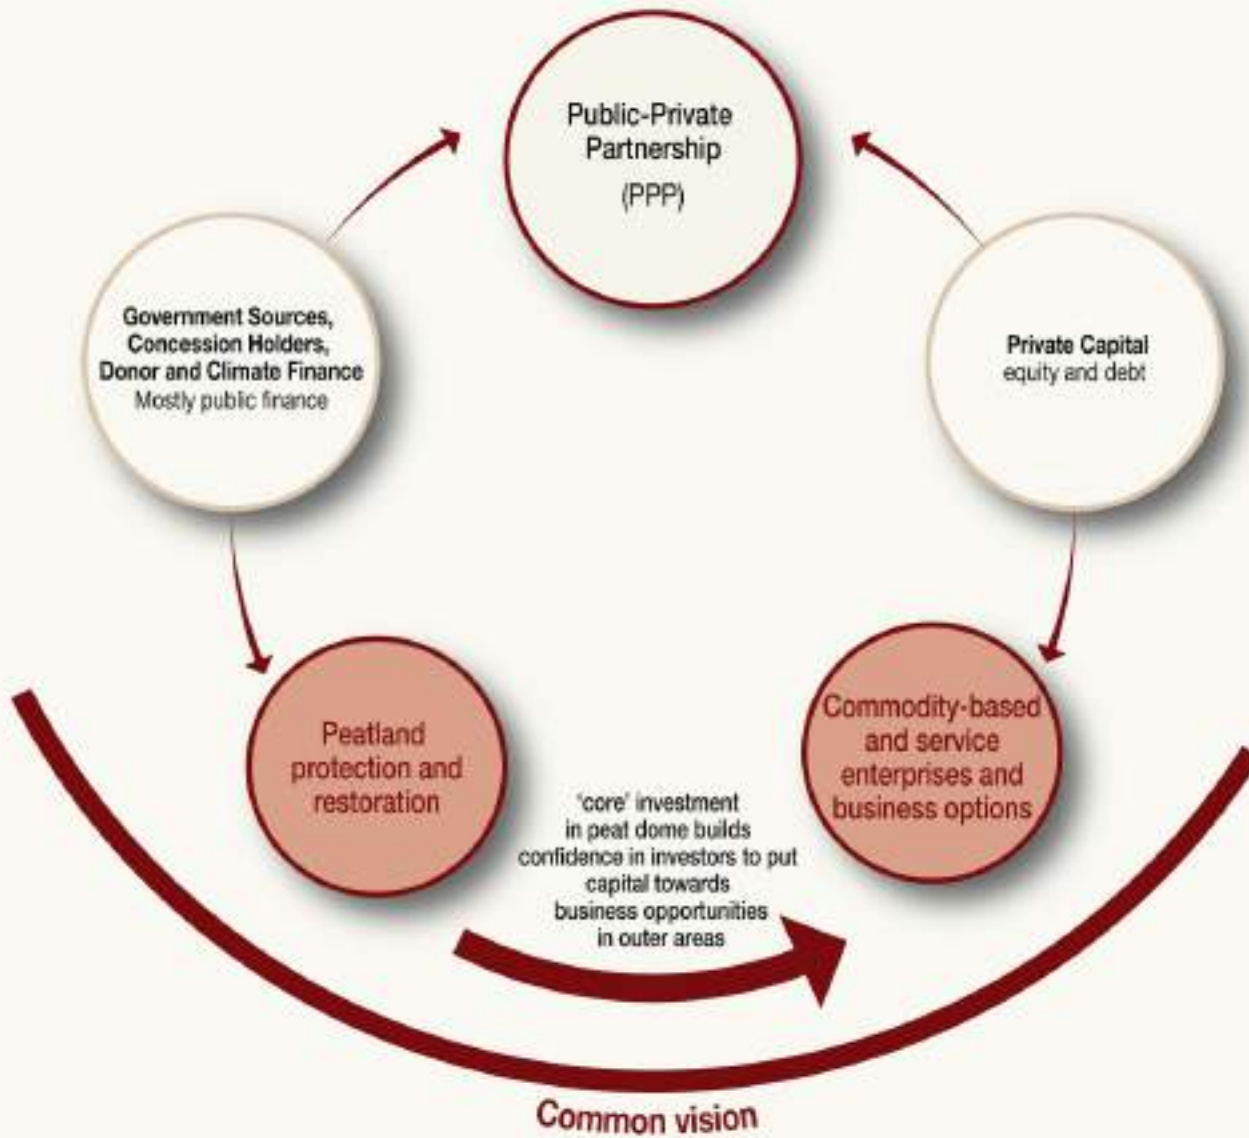 Public-Private
Partnership
(PPP)
Government Sources,
Concession Holders,
Donor and Climate Finance
Mostly public finance
Private Capital
equity and debt
Peatland
protection and
restoration
Commodity-based
and service
enterprises and
business options
‘core’ investment
in peat dome builds
confidence in investors to put
capital towards
business opportunities
in outer areas
Common vision